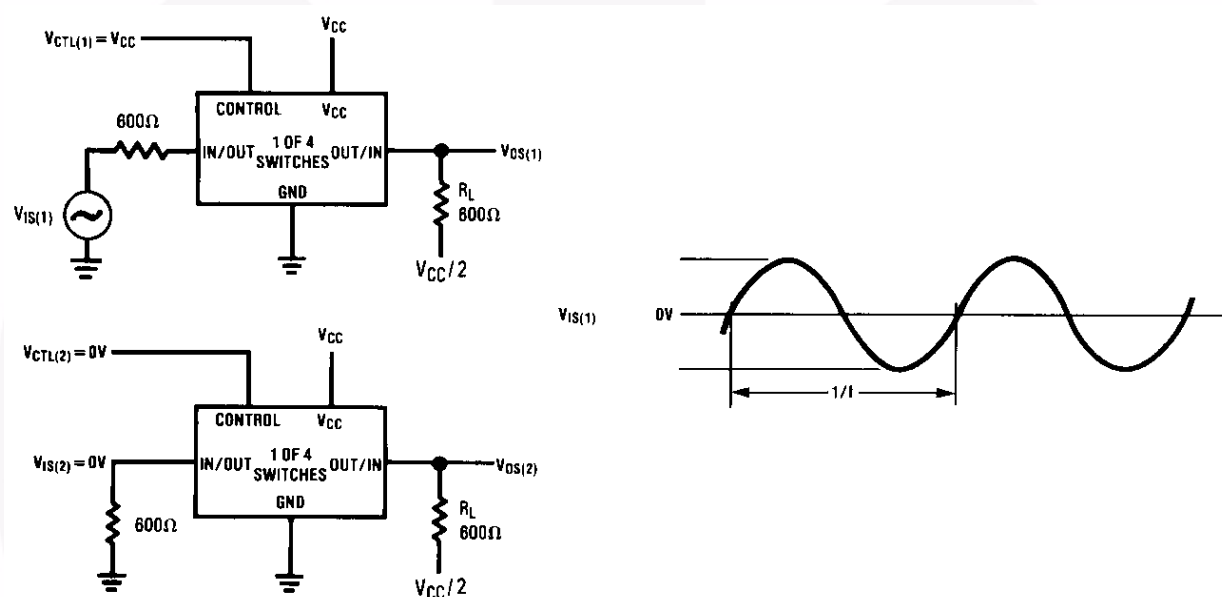 V_CTL(1) = V_CC
V_CC
CONTROL
V_CC
600Ω
IN/OUT
1 OF 4
SWITCHES
OUT/IN
V_OS(1)
GND
R_L
600Ω
V_IS(1)
V_CC/2
V_IS(1)
0V
1/f
V_CTL(2) = 0V
V_CC
CONTROL
V_CC
V_IS(2) = 0V
IN/OUT
1 OF 4
SWITCHES
OUT/IN
V_OS(2)
GND
600Ω
R_L
600Ω
V_CC/2